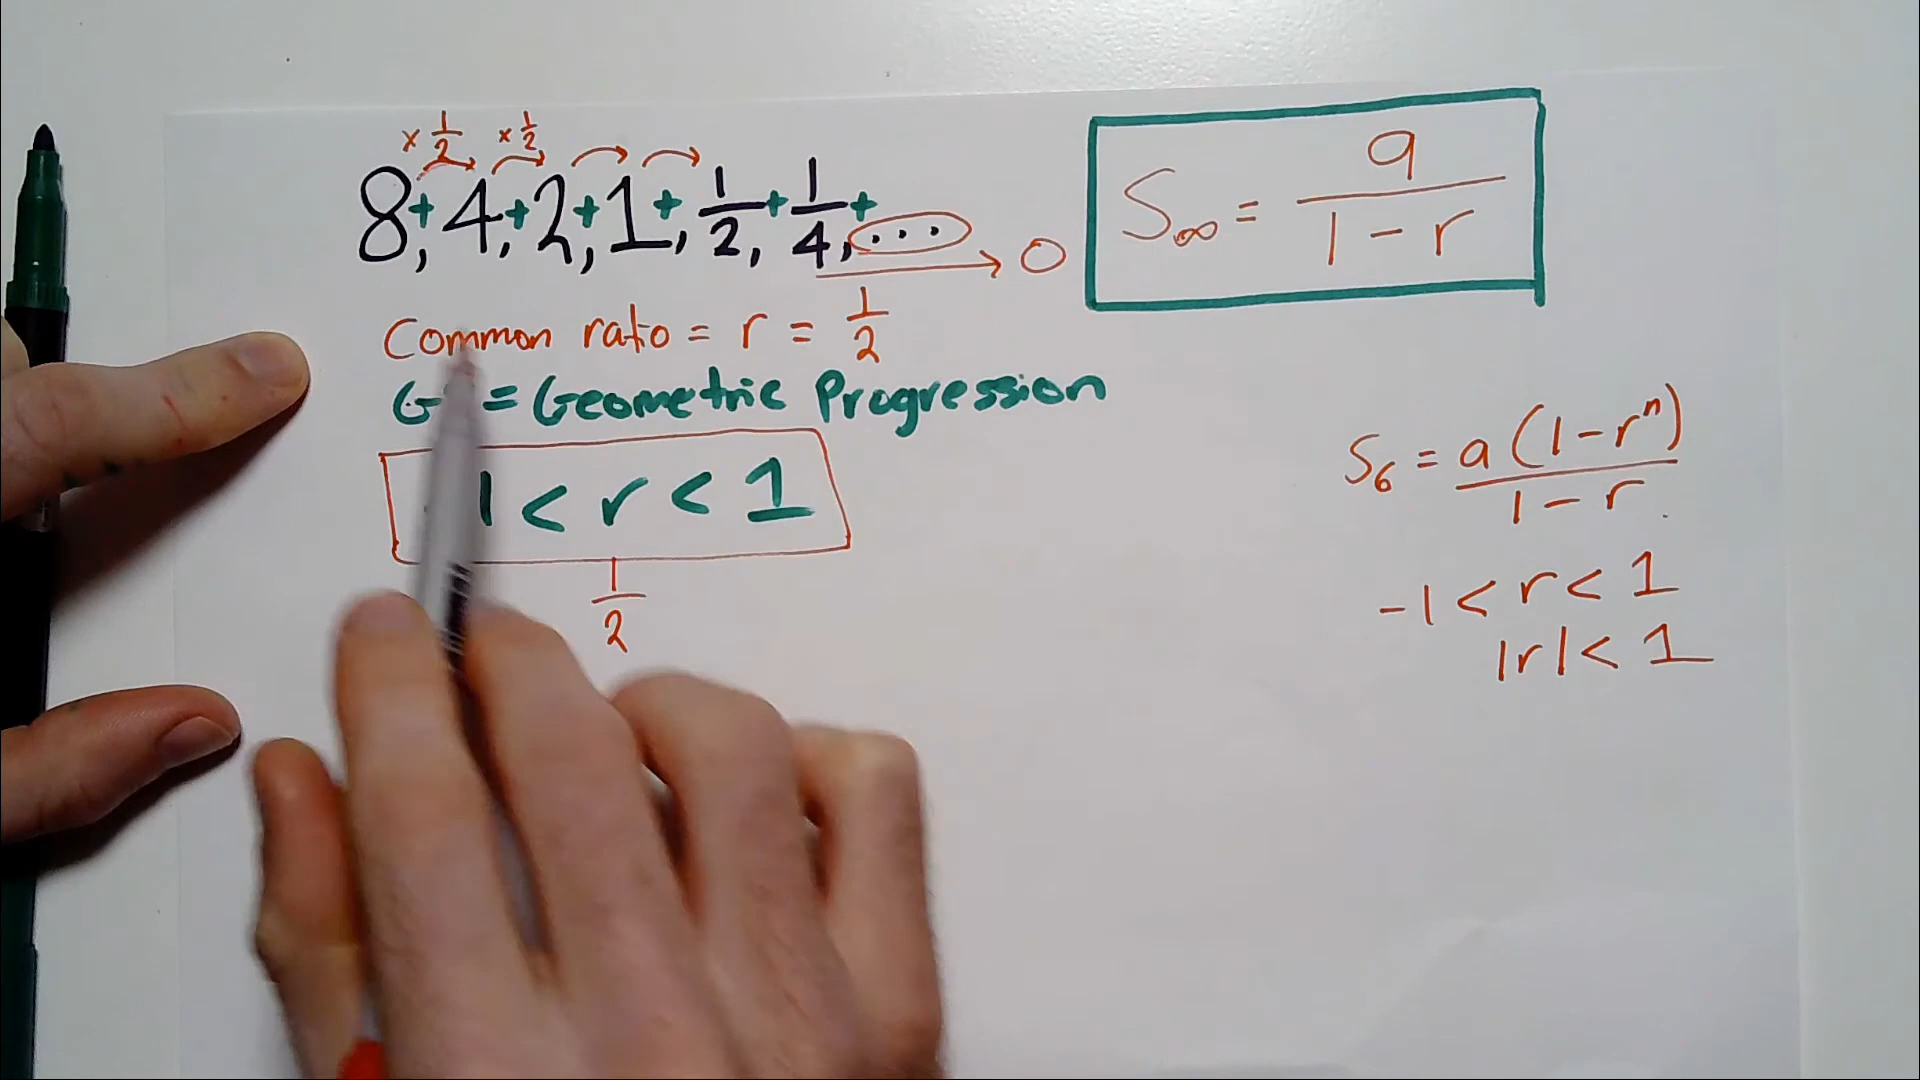 × 1/2 × 1/2
8, + 4, + 2, + 1, + 1/2, + 1/4, + ... → 0
Common ratio = r = 1/2
G = Geometric Progression
1 < r < 1
1/2
S∞ = a/(1 - r)
S6 = a(1 - rⁿ)/(1 - r)
-1 < r < 1
|r| < 1